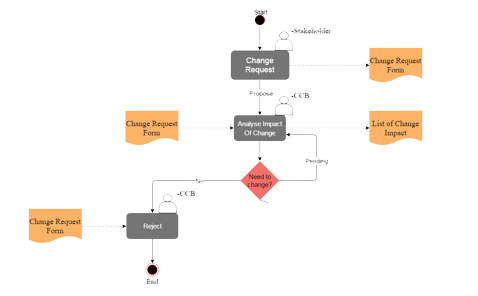 Start
-Stakeholder
Change
Request
Change Request
Form
Propose
-CCB
Change Request
Form
Analyse Impact
Of Change
List of Change
Impact
Need to
change?
Pending
No
-CCB
Change Request
Form
Reject
End